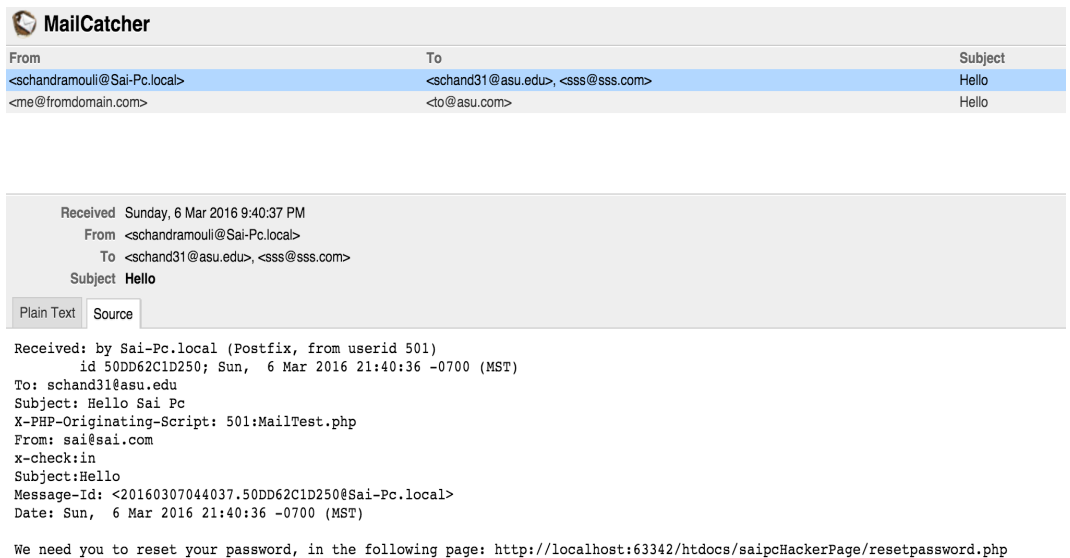 MailCatcher
From To Subject
<schandramouli@Sai-Pc.local> <schand31@asu.edu>, <sss@sss.com> Hello
<me@fromdomain.com> <to@asu.com> Hello
Received Sunday, 6 Mar 2016 9:40:37 PM
From <schandramouli@Sai-Pc.local>
To <schand31@asu.edu>, <sss@sss.com>
Subject Hello
Plain Text Source
Received: by Sai-Pc.local (Postfix, from userid 501)
id 50DD62C1D250; Sun,  6 Mar 2016 21:40:36 -0700 (MST)
To: schand31@asu.edu
Subject: Hello Sai Pc
X-PHP-Originating-Script: 501:MailTest.php
From: sai@sai.com
x-check:in
Subject:Hello
Message-Id: <20160307044037.50DD62C1D250@Sai-Pc.local>
Date: Sun,  6 Mar 2016 21:40:36 -0700 (MST)
We need you to reset your password, in the following page: http://localhost:63342/htdocs/saipcHackerPage/resetpassword.php